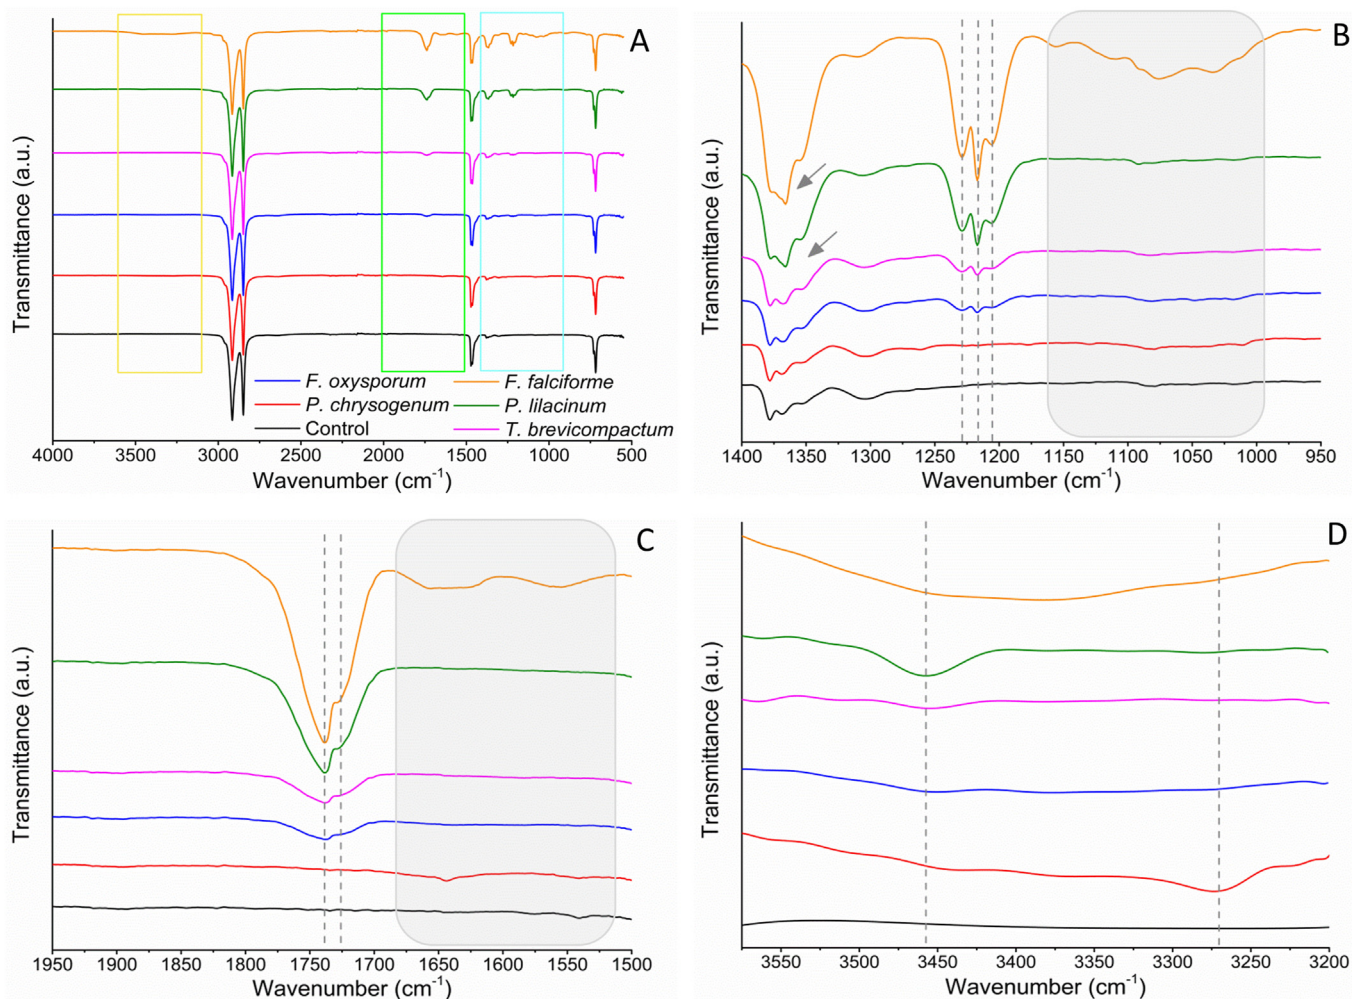 A
Transmittance (a.u.)
F. oxysporum
F. falciforme
P. chrysogenum
P. lilacinum
Control
T. brevicompactum
4000 3500 3000 2500 2000 1500 1000 500
Wavenumber (cm-1)
B
Transmittance (a.u.)
1400 1350 1300 1250 1200 1150 1100 1050 1000 950
Wavenumber (cm-1)
C
Transmittance (a.u.)
1950 1900 1850 1800 1750 1700 1650 1600 1550 1500
Wavenumber (cm-1)
D
Transmittance (a.u.)
3550 3500 3450 3400 3350 3300 3250 3200
Wavenumber (cm-1)